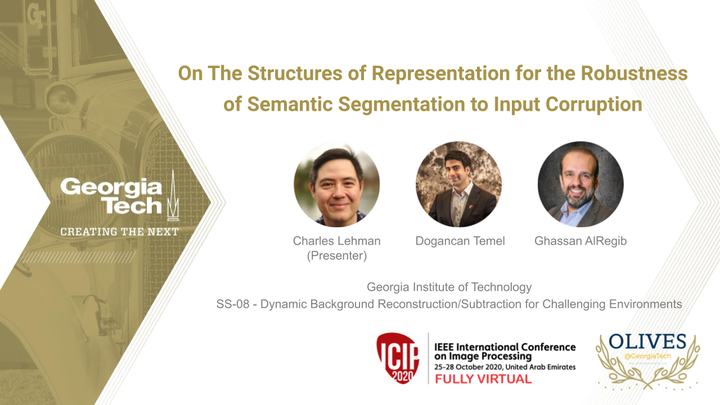 On The Structures of Representation for the Robustness
of Semantic Segmentation to Input Corruption
Georgia
Tech
CREATING THE NEXT
Charles Lehman
(Presenter)
Dogancan Temel
Ghassan AlRegib
Georgia Institute of Technology
SS-08 - Dynamic Background Reconstruction/Subtraction for Challenging Environments
ICIP
2020
IEEE International Conference
on Image Processing
25-28 October 2020, United Arab Emirates
FULLY VIRTUAL
OLIVES
@GeorgiaTech